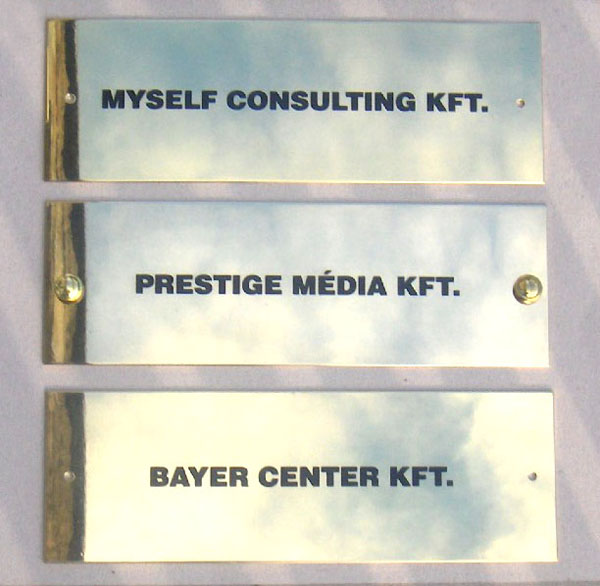 MYSELF CONSULTING KFT.
PRESTIGE MÉDIA KFT.
BAYER CENTER KFT.